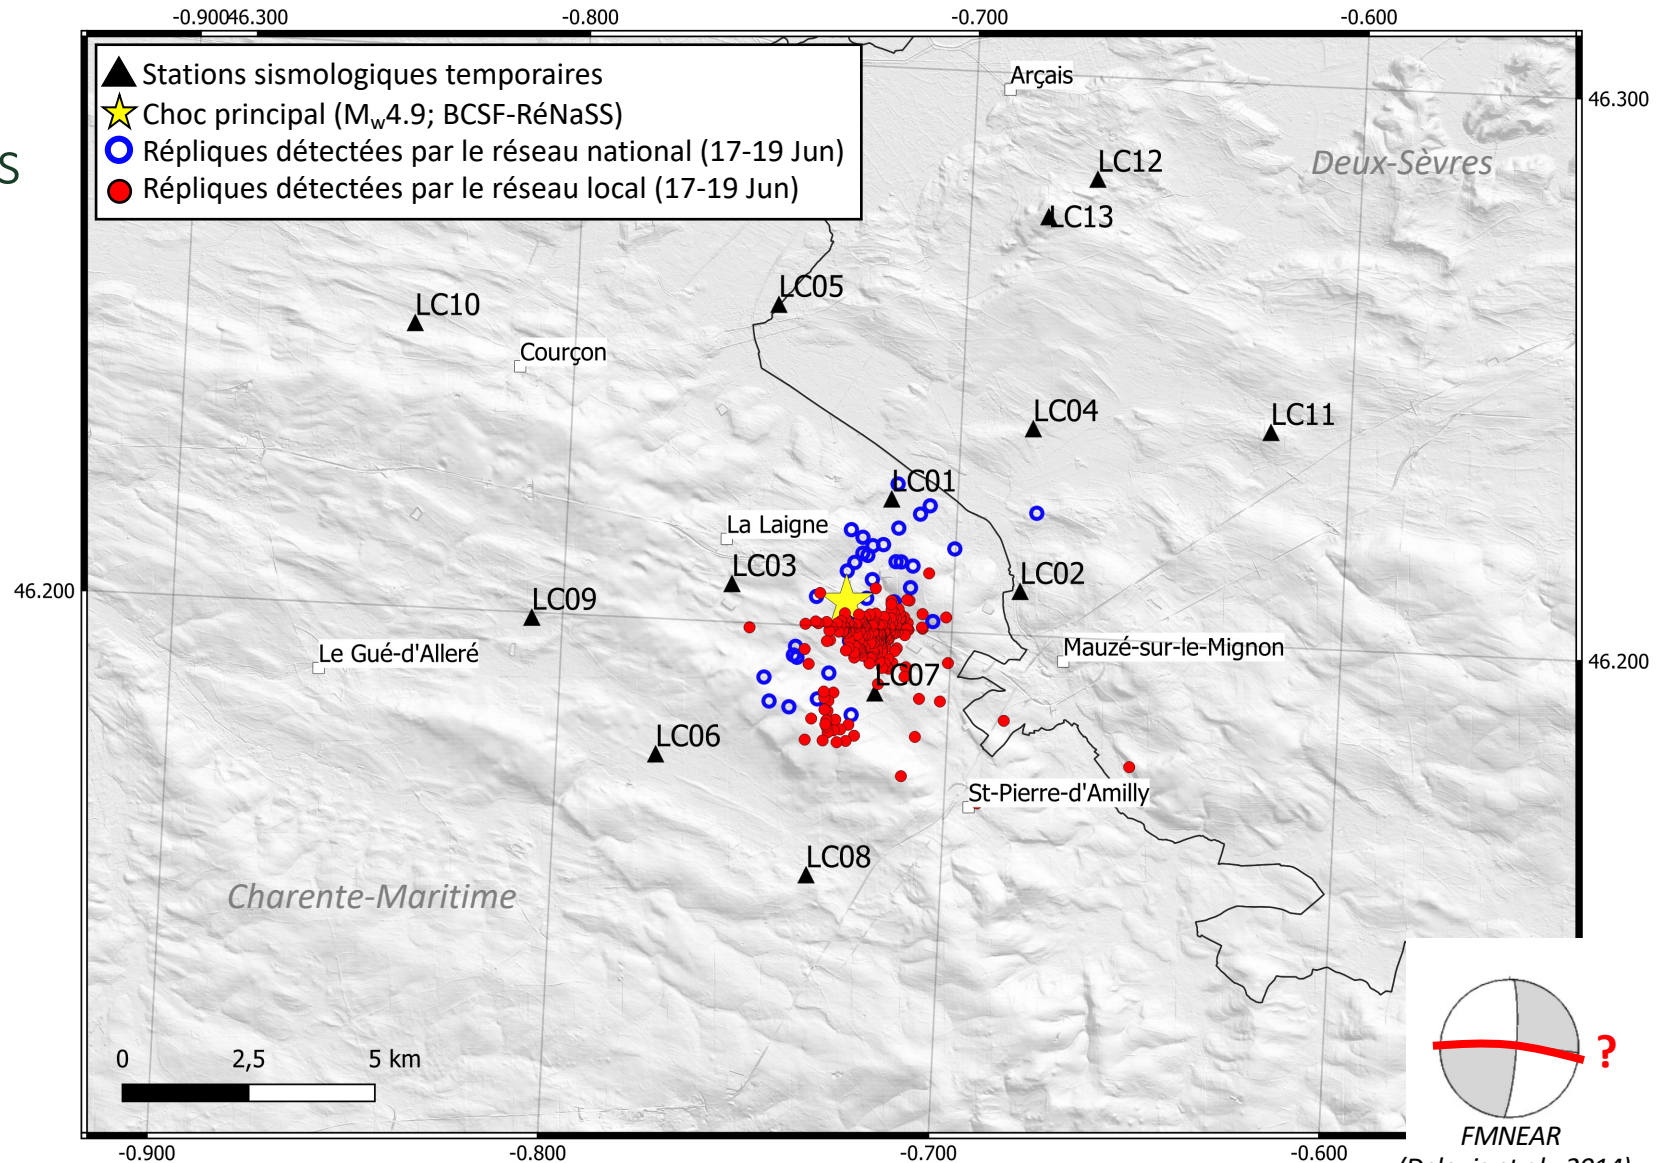 -0.90046.300 -0.800 -0.700 -0.600
Stations sismologiques temporaires
Choc principal (Mw4.9; BCSF-RéNaSS)
Répliques détectées par le réseau national (17-19 Jun)
Répliques détectées par le réseau local (17-19 Jun)
S
Arçais
46.300
LC12
Deux-Sèvres
LC13
LC05
LC10
Courçon
LC04
LC11
LC01
La Laigne
LC03
LC02
46.200
LC09
Le Gué-d'Alleré
Mauzé-sur-le-Mignon
46.200
LC07
LC06
St-Pierre-d'Amilly
LC08
Charente-Maritime
0 2,5 5 km
?
FMNEAR
-0.900 -0.800 -0.700 -0.600